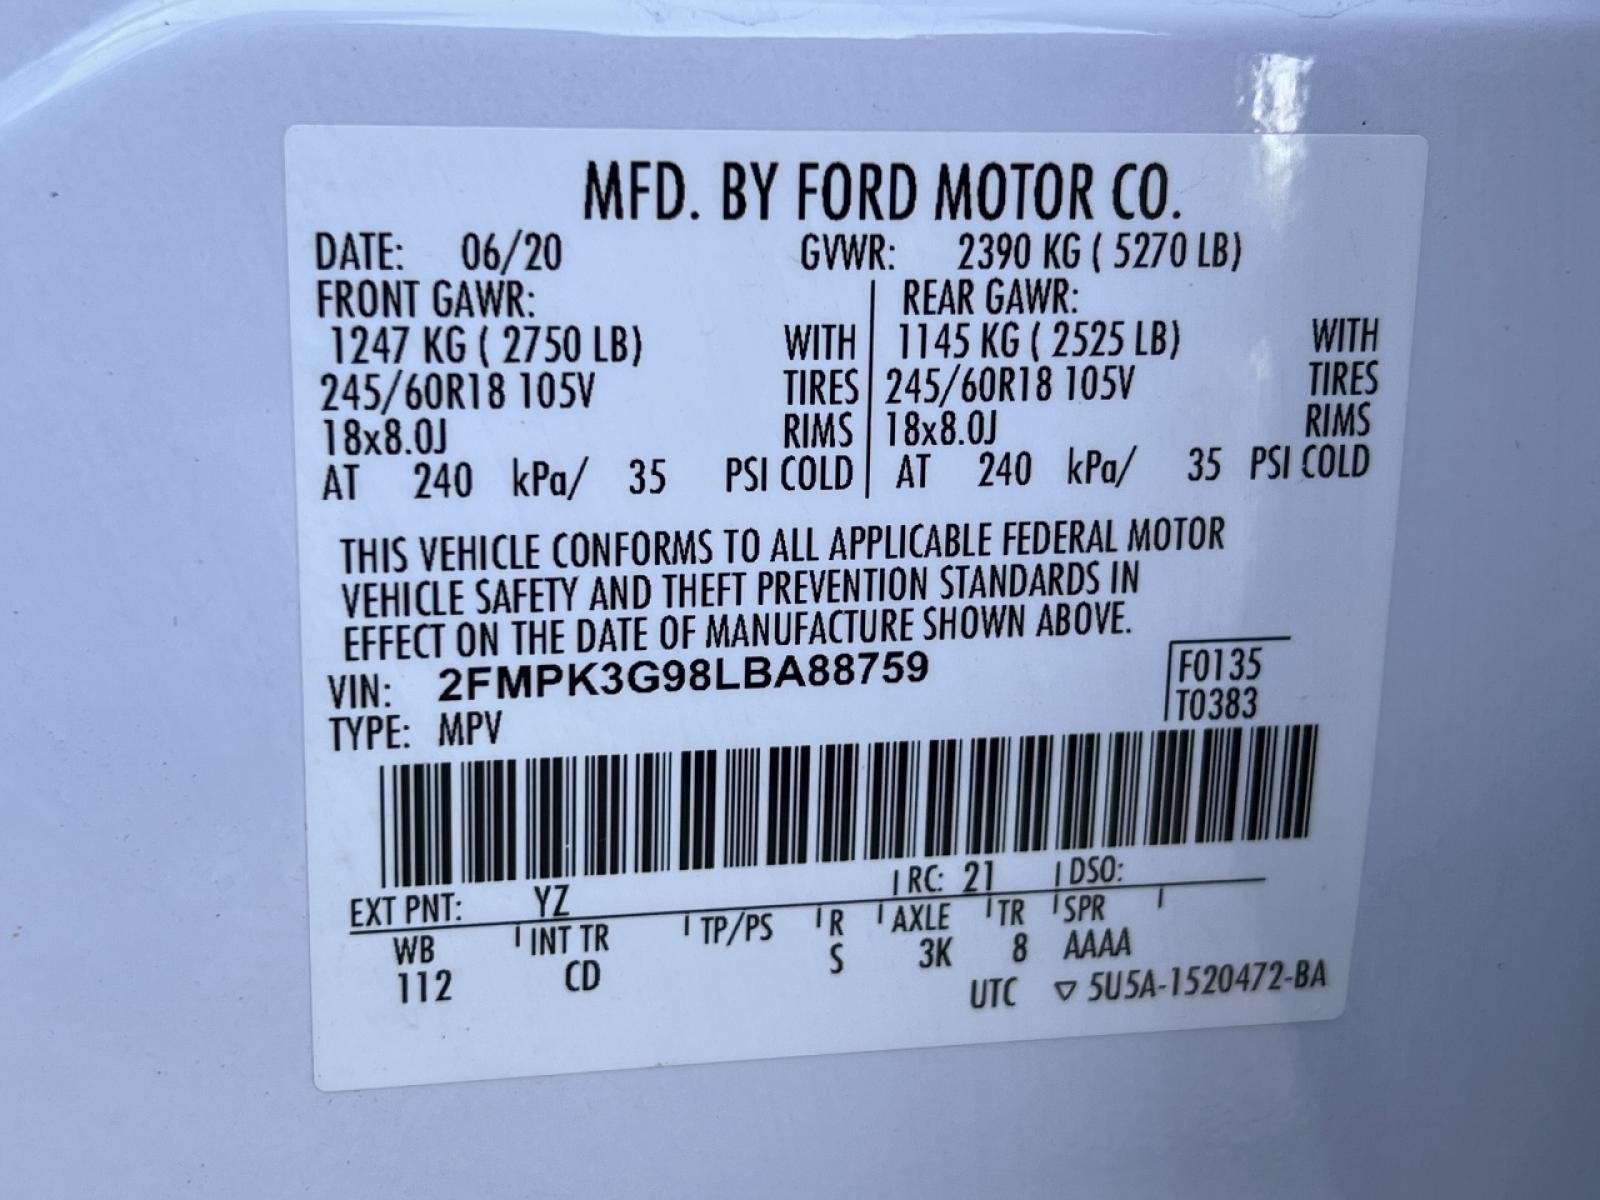 MFD. BY FORD MOTOR CO.
DATE: 06/20 GVWR: 2390 KG ( 5270 LB)
FRONT GAWR: REAR GAWR:
1247 KG ( 2750 LB) WITH 1145 KG ( 2525 LB) WITH
245/60R18 105V TIRES 245/60R18 105V TIRES
18x8.0J RIMS 18x8.0J RIMS
AT 240 kPa/ 35 PSI COLD AT 240 kPa/ 35 PSI COLD
THIS VEHICLE CONFORMS TO ALL APPLICABLE FEDERAL MOTOR
VEHICLE SAFETY AND THEFT PREVENTION STANDARDS IN
EFFECT ON THE DATE OF MANUFACTURE SHOWN ABOVE.
VIN: 2FMPK3G98LBA88759 F0135
TYPE: MPV T0383
EXT PNT: YZ RC: 21 DSO:
WB INT TR TP/PS R AXLE TR SPR
112 CD S 3K 8 AAAA
UTC ▽ 5U5A-1520472-BA